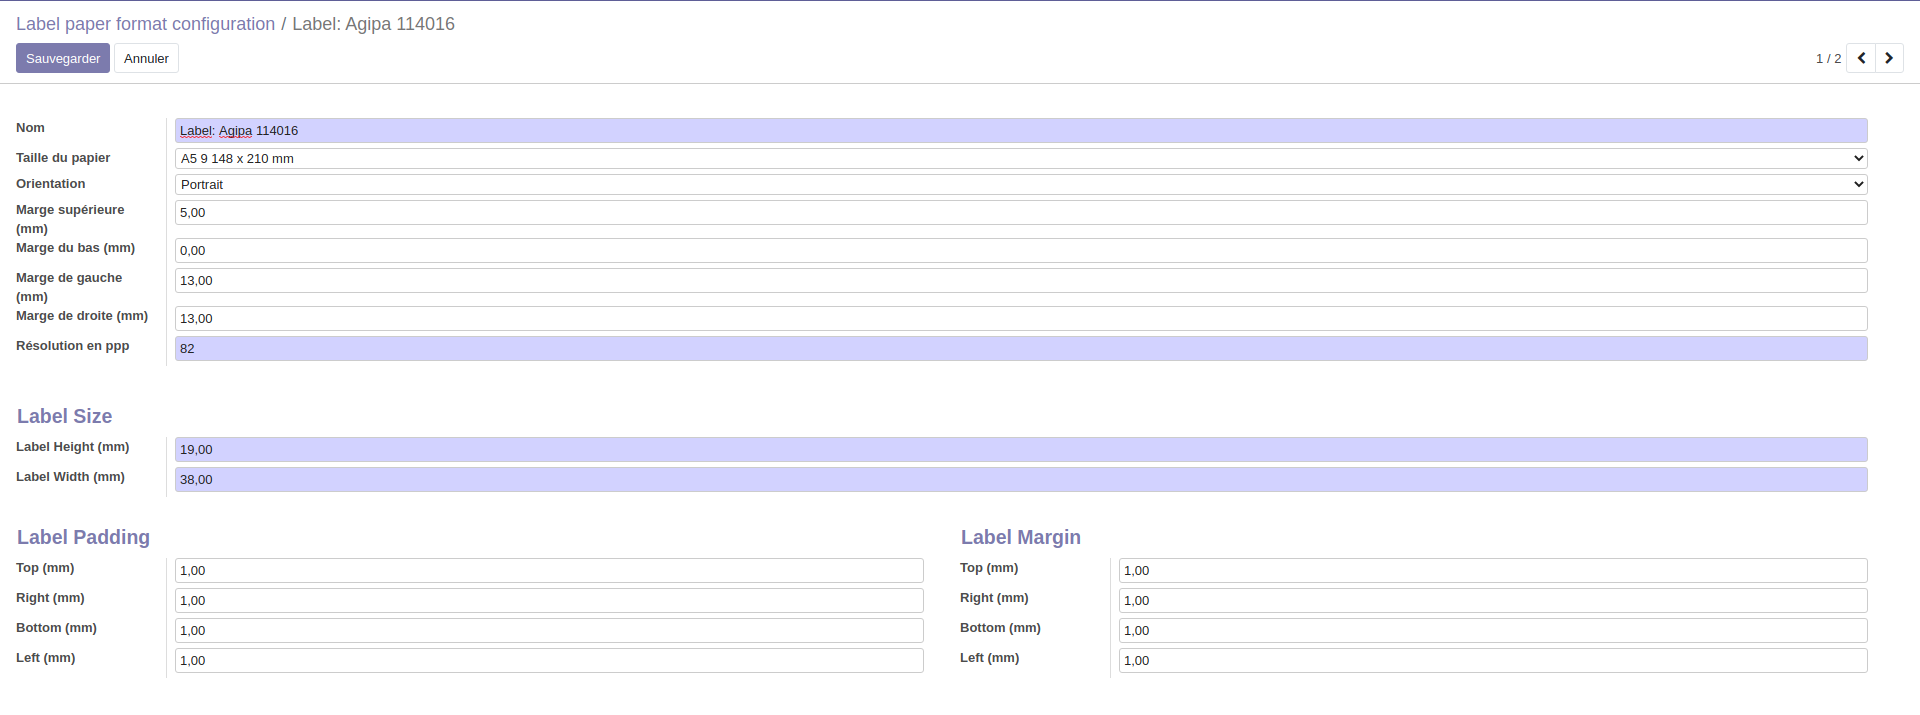 Label paper format configuration / Label: Agipa 114016
Sauvegarder Annuler 1 / 2
Nom Label: Agipa 114016
Taille du papier A5 9 148 x 210 mm
Orientation Portrait
Marge supérieure (mm) 5,00
Marge du bas (mm) 0,00
Marge de gauche (mm) 13,00
Marge de droite (mm) 13,00
Résolution en ppp 82
Label Size
Label Height (mm) 19,00
Label Width (mm) 38,00
Label Padding
Top (mm) 1,00
Right (mm) 1,00
Bottom (mm) 1,00
Left (mm) 1,00
Label Margin
Top (mm) 1,00
Right (mm) 1,00
Bottom (mm) 1,00
Left (mm) 1,00